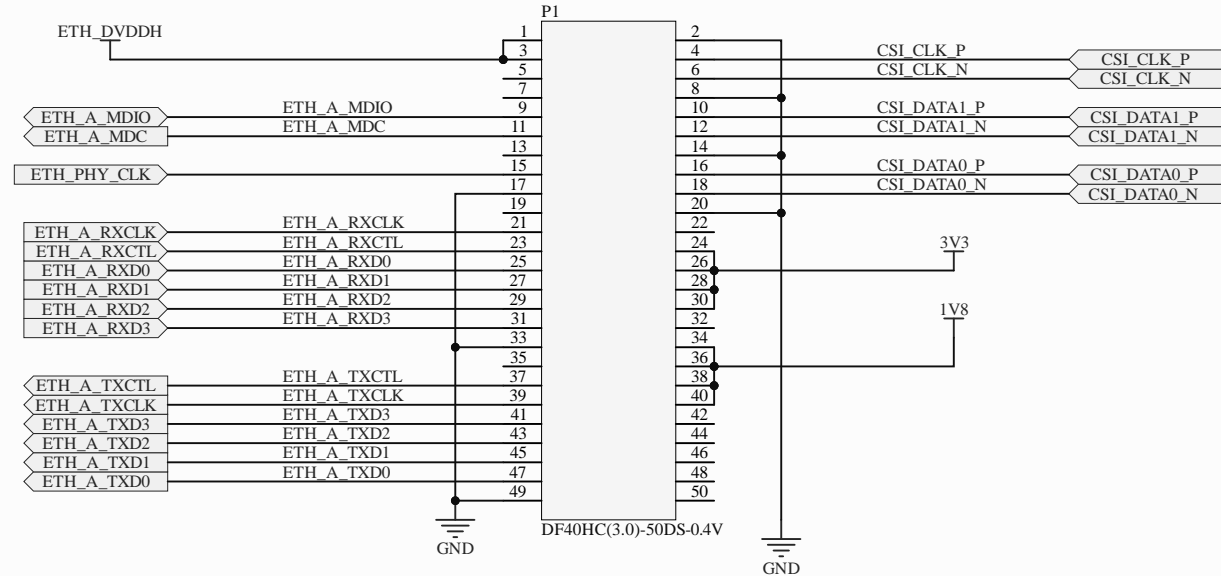 P1
ETH_DVDDH 1 2
3 4 CSI_CLK_P CSI_CLK_P
5 6 CSI_CLK_N CSI_CLK_N
7 8
ETH_A_MDIO ETH_A_MDIO 9 10 CSI_DATA1_P CSI_DATA1_P
ETH_A_MDC ETH_A_MDC 11 12 CSI_DATA1_N CSI_DATA1_N
13 14
ETH_PHY_CLK 15 16 CSI_DATA0_P CSI_DATA0_P
17 18 CSI_DATA0_N CSI_DATA0_N
19 20
ETH_A_RXCLK ETH_A_RXCLK 21 22
ETH_A_RXCTL ETH_A_RXCTL 23 24 3V3
ETH_A_RXD0 ETH_A_RXD0 25 26
ETH_A_RXD1 ETH_A_RXD1 27 28
ETH_A_RXD2 ETH_A_RXD2 29 30 1V8
ETH_A_RXD3 ETH_A_RXD3 31 32
33 34
35 36
ETH_A_TXCTL ETH_A_TXCTL 37 38
ETH_A_TXCLK ETH_A_TXCLK 39 40
ETH_A_TXD3 ETH_A_TXD3 41 42
ETH_A_TXD2 ETH_A_TXD2 43 44
ETH_A_TXD1 ETH_A_TXD1 45 46
ETH_A_TXD0 ETH_A_TXD0 47 48
49 50
DF40HC(3.0)-50DS-0.4V
GND
GND